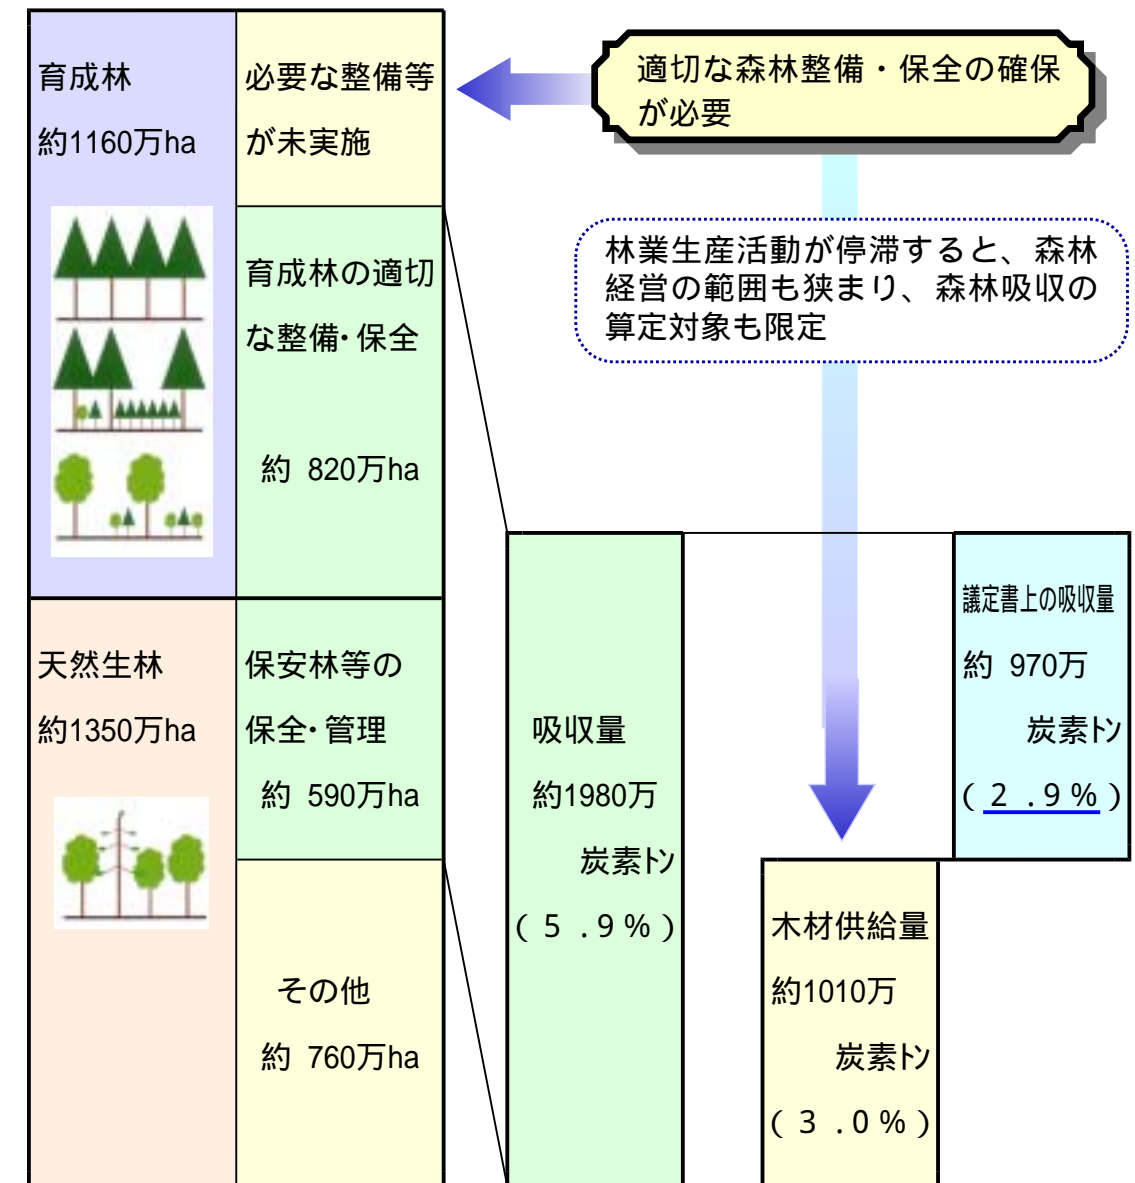 育成林
約1160万ha
必要な整備等
が未実施
適切な森林整備・保全の確保
が必要
林業生産活動が停滞すると、森林
経営の範囲も狭まり、森林吸収の
算定対象も限定
育成林の適切
な整備・保全
約 820万ha
天然生林
約1350万ha
保安林等の
保全・管理
約 590万ha
その他
約 760万ha
吸収量
約1980万
炭素トン
(5.9%)
木材供給量
約1010万
炭素トン
(3.0%)
議定書上の吸収量
約 970万
炭素トン
(2.9%)